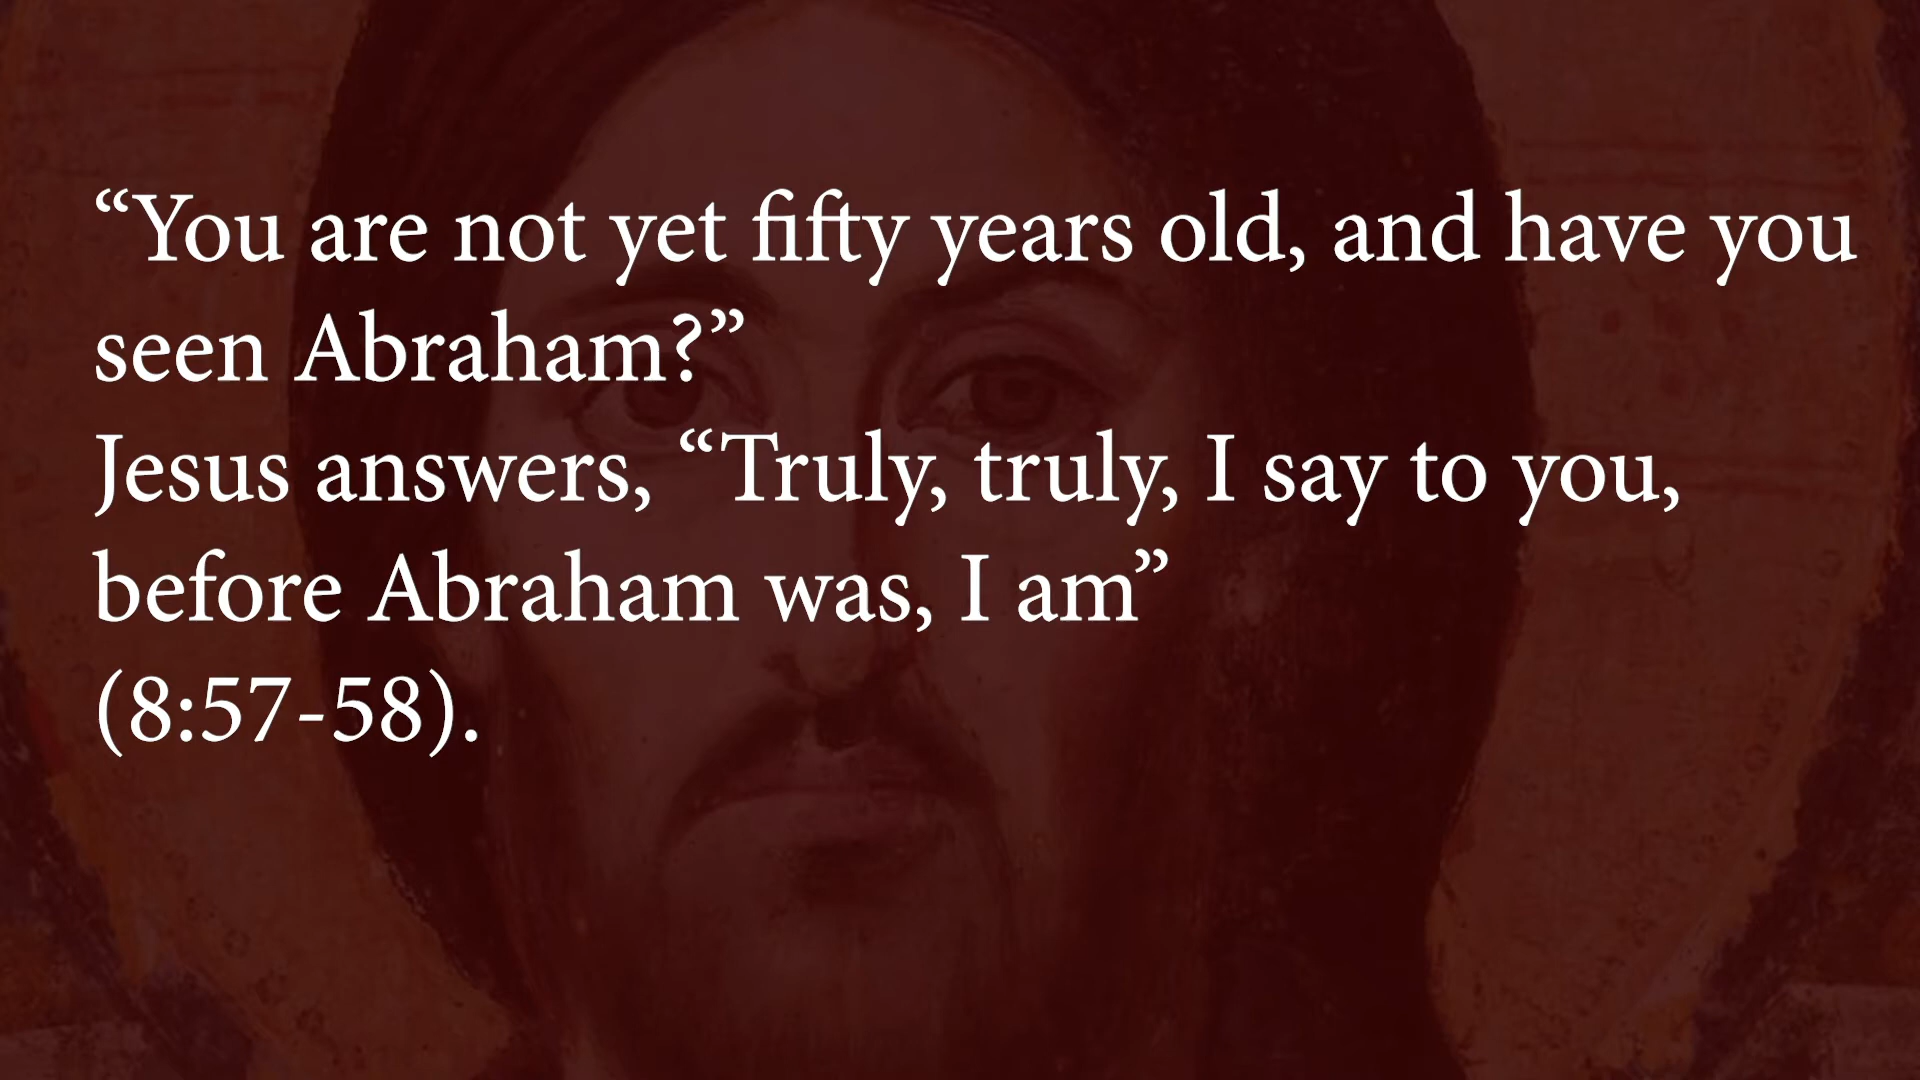 “You are not yet fifty years old, and have you
seen Abraham?”
Jesus answers, “Truly, truly, I say to you,
before Abraham was, I am”
(8:57-58).